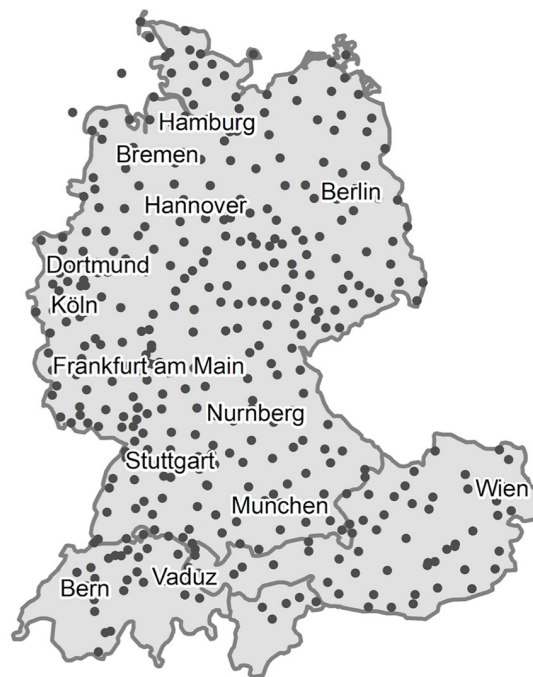 Hamburg
Bremen
Berlin
Hannover
Dortmund
Köln
Frankfurt am Main
Nurnberg
Stuttgart
Wien
Munchen
Vaduz
Bern